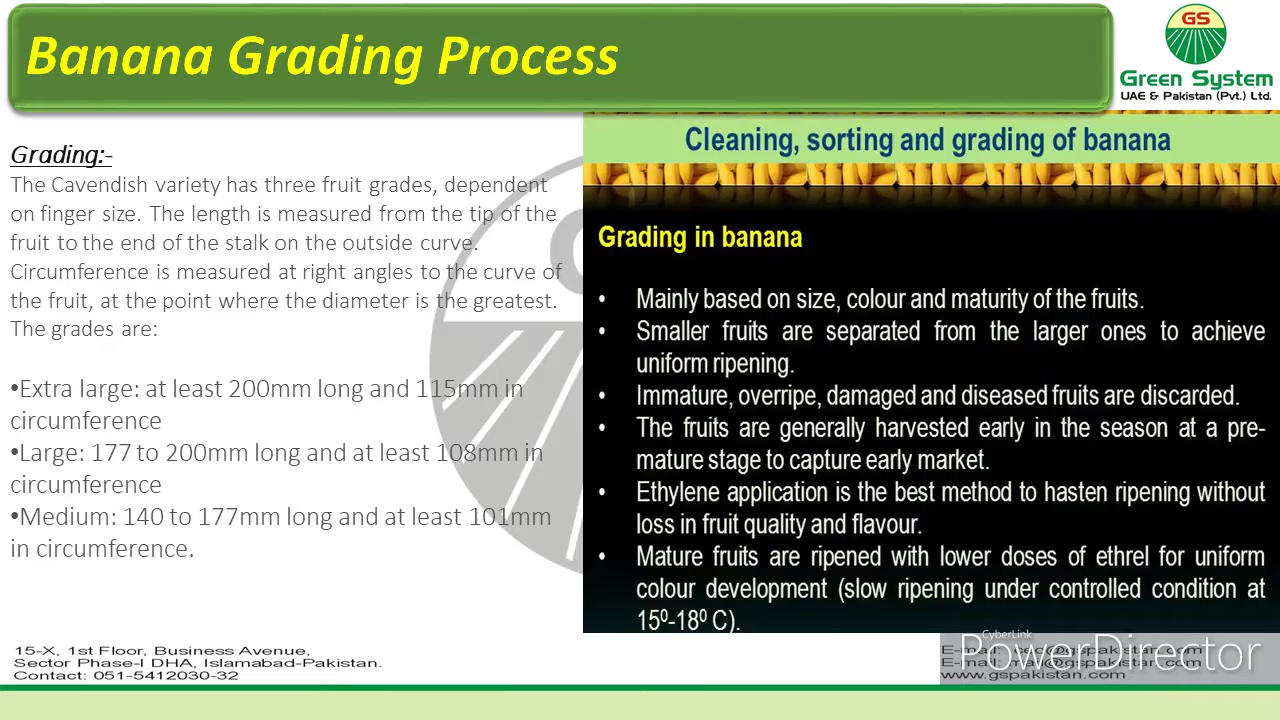 Banana Grading Process
GS
Green System
UAE & Pakistan (Pvt.) Ltd.
Grading:-
The Cavendish variety has three fruit grades, dependent
on finger size. The length is measured from the tip of the
fruit to the end of the stalk on the outside curve.
Circumference is measured at right angles to the curve of
the fruit, at the point where the diameter is the greatest.
The grades are:
•Extra large: at least 200mm long and 115mm in
circumference
•Large: 177 to 200mm long and at least 108mm in
circumference
•Medium: 140 to 177mm long and at least 101mm
in circumference.
Cleaning, sorting and grading of banana
Grading in banana
• Mainly based on size, colour and maturity of the fruits.
• Smaller fruits are separated from the larger ones to achieve
uniform ripening.
• Immature, overripe, damaged and diseased fruits are discarded.
• The fruits are generally harvested early in the season at a pre-
mature stage to capture early market.
• Ethylene application is the best method to hasten ripening without
loss in fruit quality and flavour.
• Mature fruits are ripened with lower doses of ethrel for uniform
colour development (slow ripening under controlled condition at
15⁰-18⁰ C).
15-X, 1st Floor, Business Avenue,
Sector Phase-I DHA, Islamabad-Pakistan.
Contact: 051-5412030-32
CyberLink
PowerDirector
E-mail:
E-mail:
www.gspakistan.com